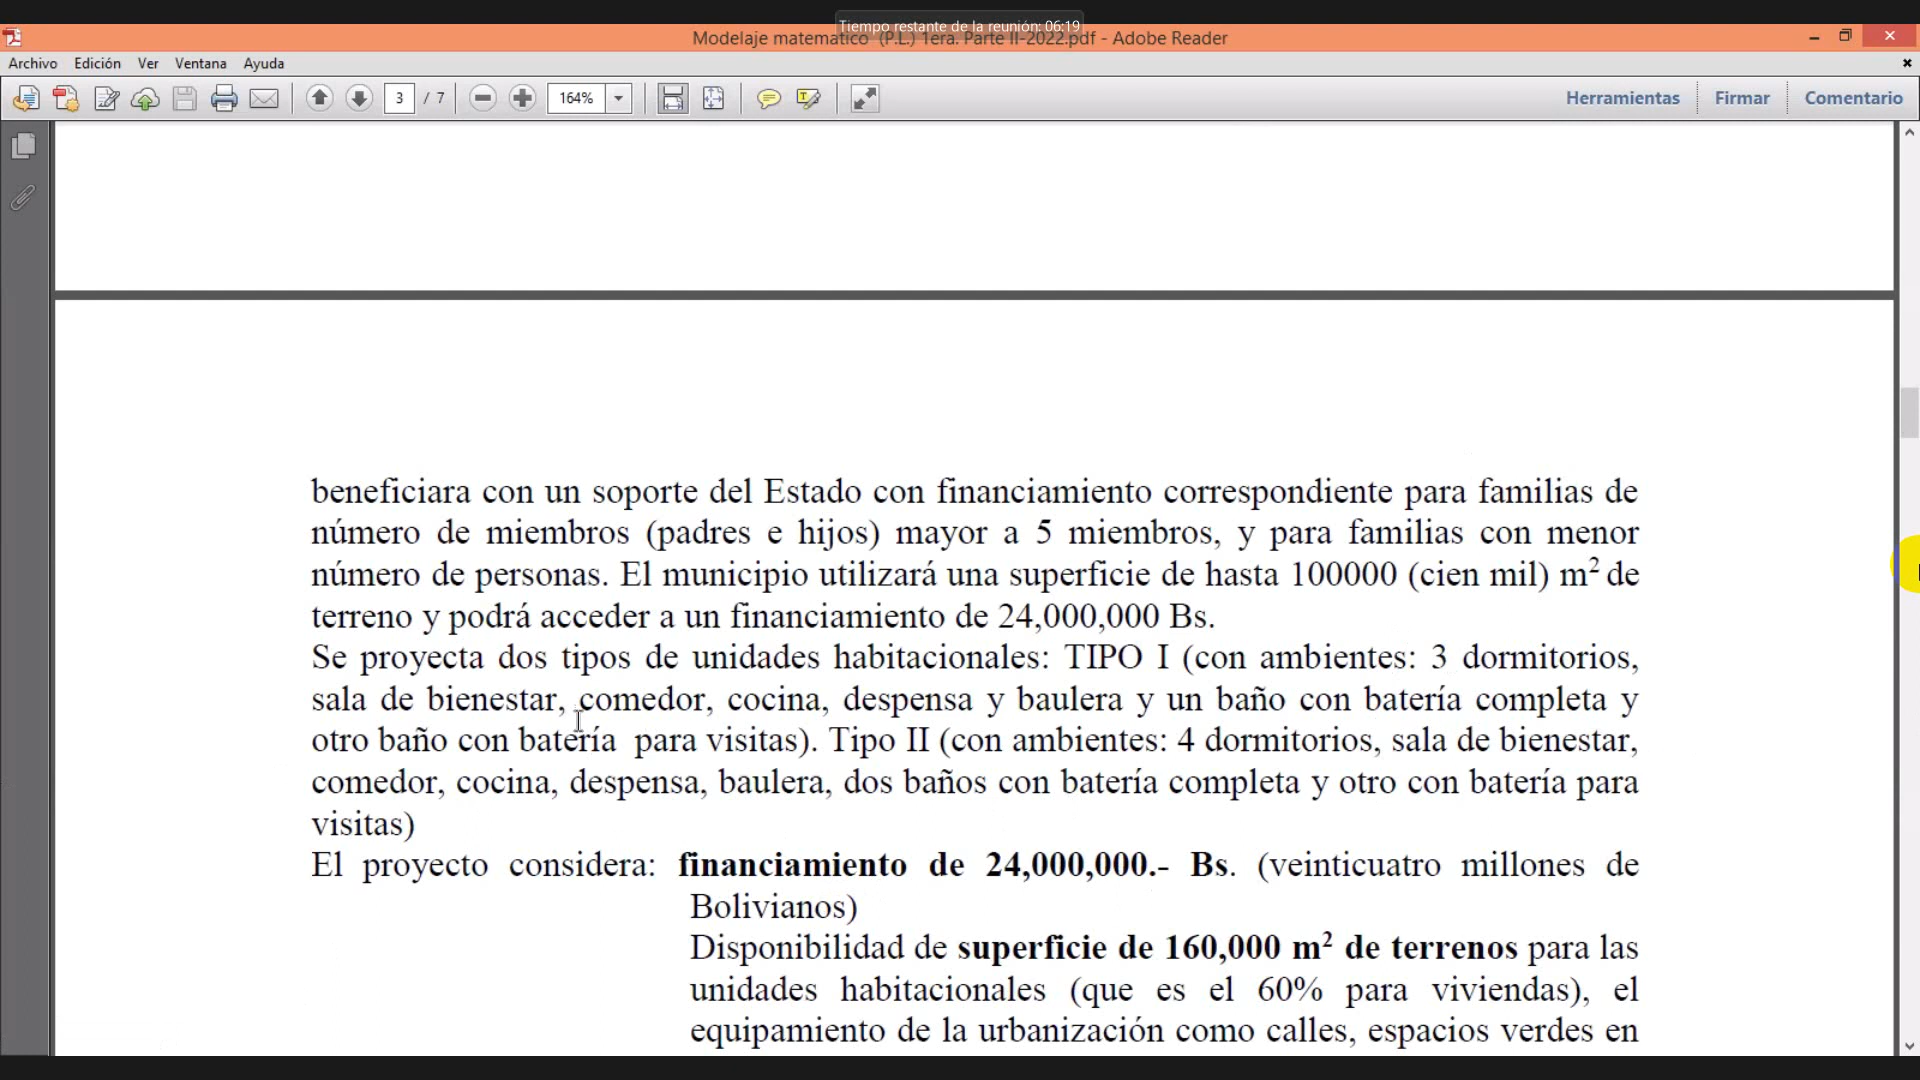 Tiempo restante de la reunión: 06:19
Modelaje matematico (P.L.) 1era. Parte II-2022.pdf - Adobe Reader
Archivo Edición Ver Ventana Ayuda
3 / 7 164% Herramientas Firmar Comentario
beneficiara con un soporte del Estado con financiamiento correspondiente para familias de
número de miembros (padres e hijos) mayor a 5 miembros, y para familias con menor
número de personas. El municipio utilizará una superficie de hasta 100000 (cien mil) m² de
terreno y podrá acceder a un financiamiento de 24,000,000 Bs.
Se proyecta dos tipos de unidades habitacionales: TIPO I (con ambientes: 3 dormitorios,
sala de bienestar, comedor, cocina, despensa y baulera y un baño con batería completa y
otro baño con batería para visitas). Tipo II (con ambientes: 4 dormitorios, sala de bienestar,
comedor, cocina, despensa, baulera, dos baños con batería completa y otro con batería para
visitas)
El proyecto considera: financiamiento de 24,000,000.- Bs. (veinticuatro millones de
Bolivianos)
Disponibilidad de superficie de 160,000 m² de terrenos para las
unidades habitacionales (que es el 60% para viviendas), el
equipamiento de la urbanización como calles, espacios verdes en